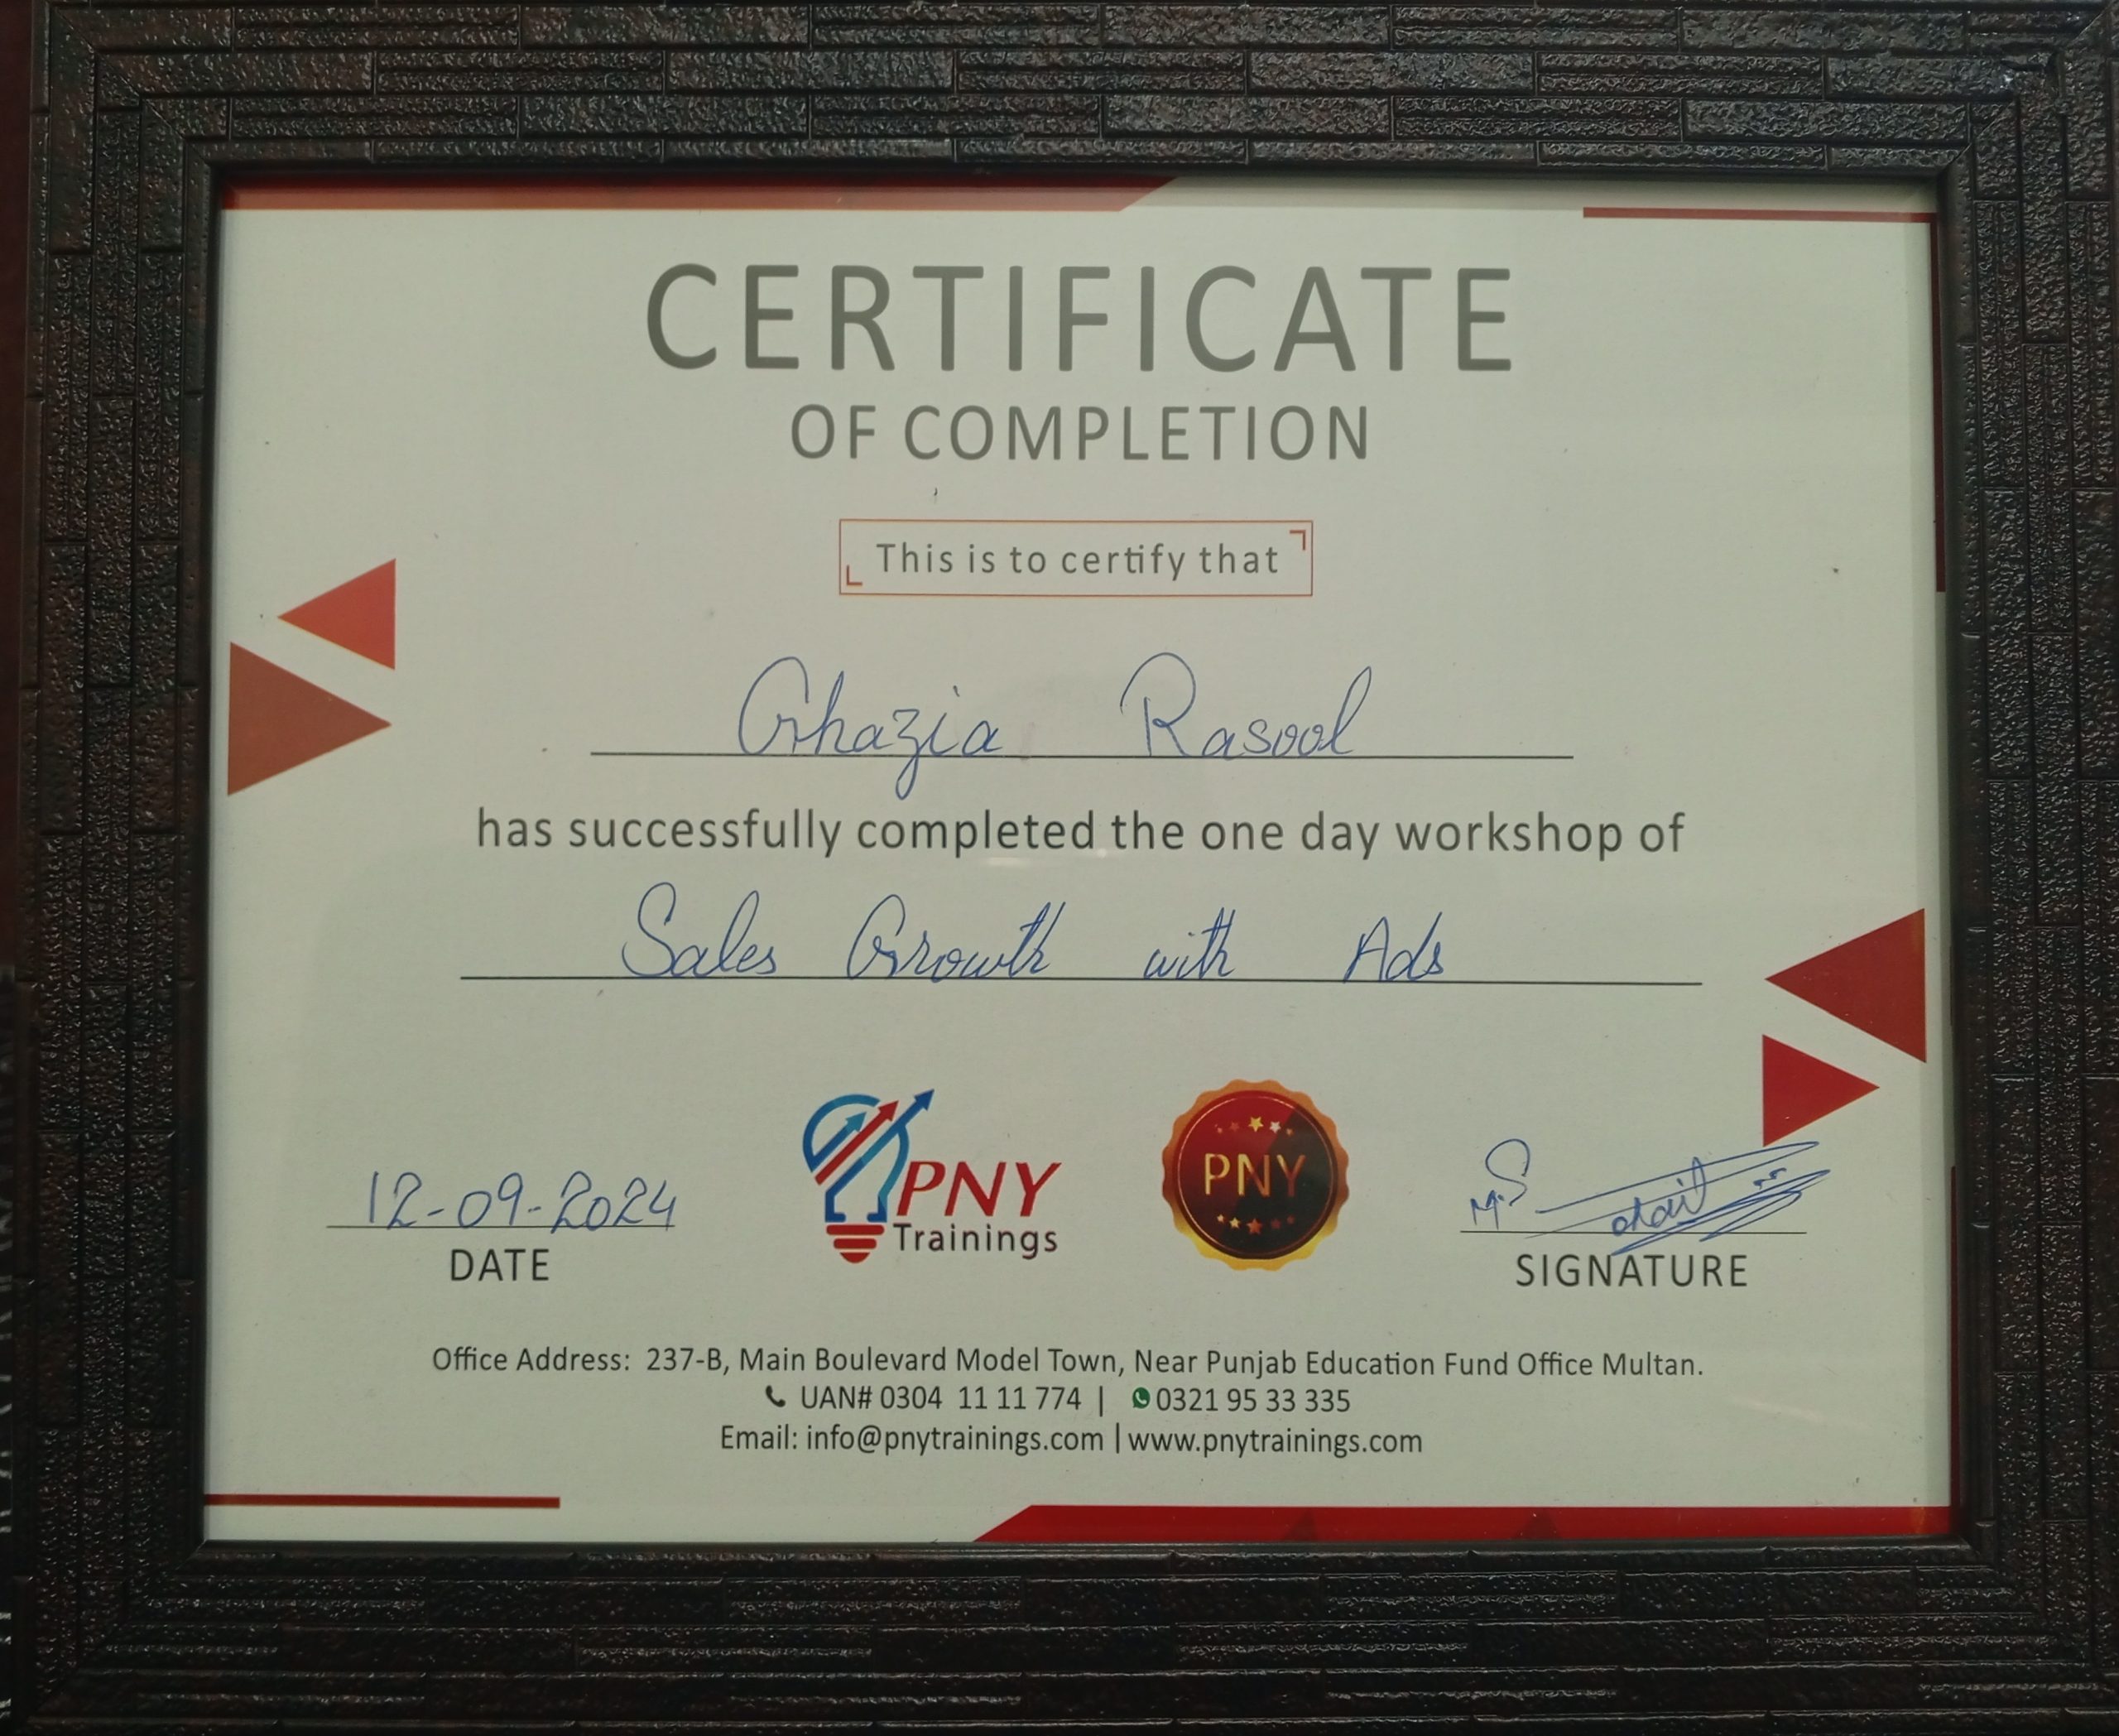 CERTIFICATE
OF COMPLETION
This is to certify that
Ghazia Rasool
has successfully completed the one day workshop of
Sales Growth with Ads
12-09-2024
DATE
PNY
Trainings
PNY
SIGNATURE
Office Address: 237-B, Main Boulevard Model Town, Near Punjab Education Fund Office Multan.
UAN# 0304 11 11 774 | 0321 95 33 335
Email: info@pnytrainings.com | www.pnytrainings.com